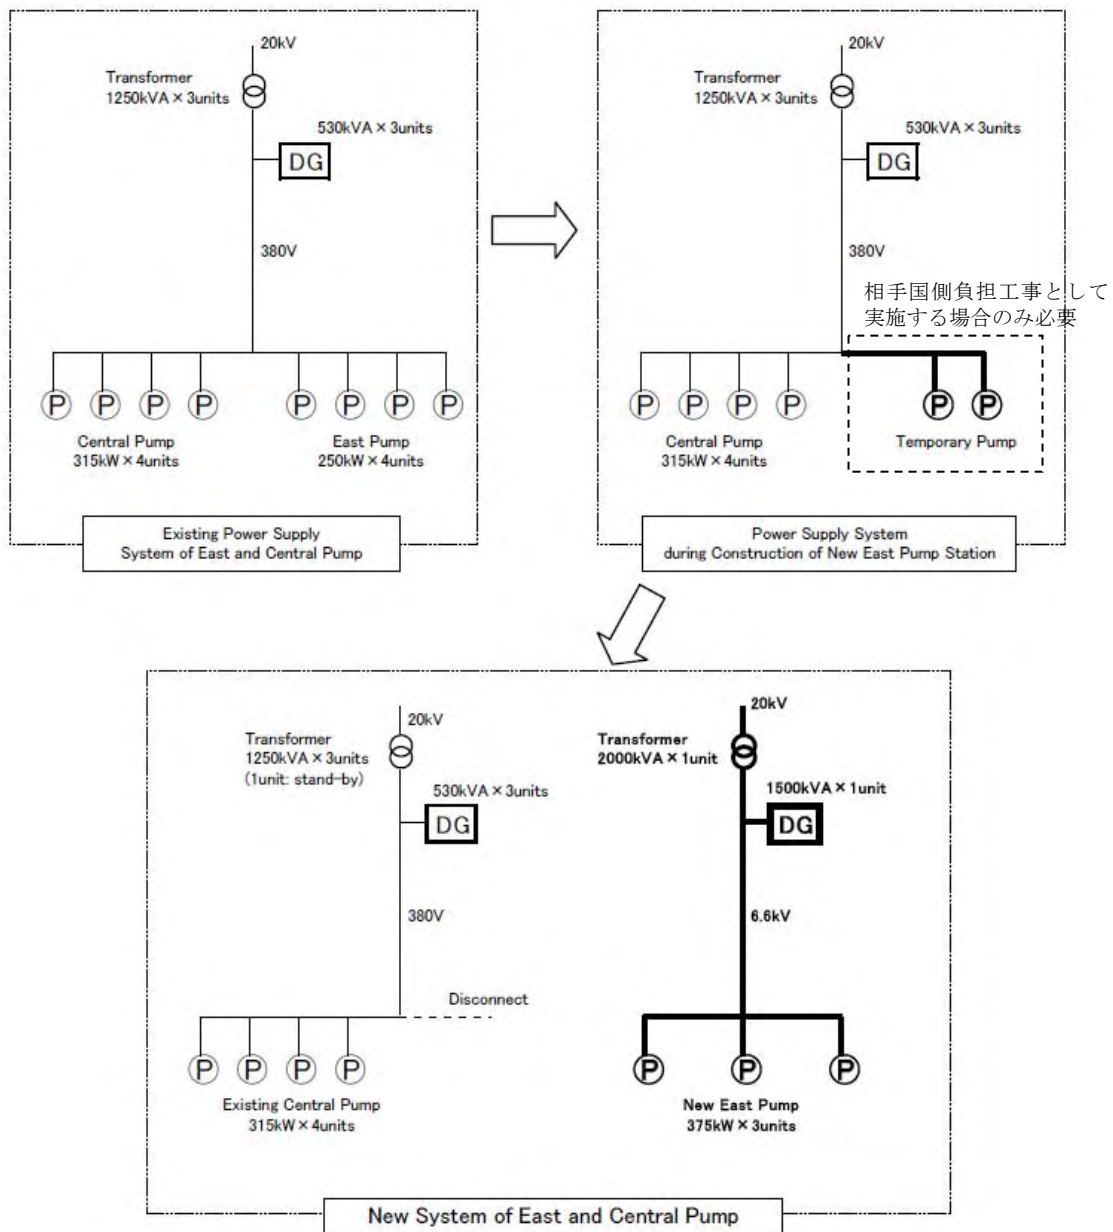 20kV
Transformer
1250kVA × 3units
530kVA × 3units
DG
380V
P P P P P P P P
Central Pump
315kW × 4units
East Pump
250kW × 4units
Existing Power Supply
System of East and Central Pump
20kV
Transformer
1250kVA × 3units
530kVA × 3units
DG
380V
相手国側負担工事として
実施する場合のみ必要
P P P P P P
Central Pump
315kW × 4units
Temporary Pump
Power Supply System
during Construction of New East Pump Station
20kV
Transformer
1250kVA × 3units
(1unit: stand-by)
530kVA × 3units
DG
380V
Disconnect
P P P P
Existing Central Pump
315kW × 4units
20kV
Transformer
2000kVA × 1unit
1500kVA × 1unit
DG
6.6kV
P P P
New East Pump
375kW × 3units
New System of East and Central Pump